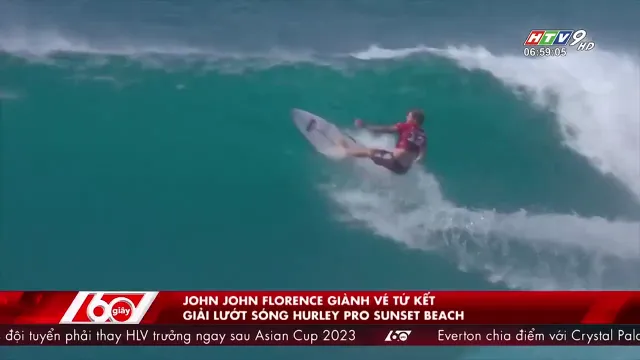 HTV9 HD
06:59:05
60 giây
JOHN JOHN FLORENCE GIÀNH VÉ TỨ KẾT
GIẢI LƯỚT SÓNG HURLEY PRO SUNSET BEACH
đội tuyển phải thay HLV trưởng ngay sau Asian Cup 2023 60 Everton chia điểm với Crystal Pala